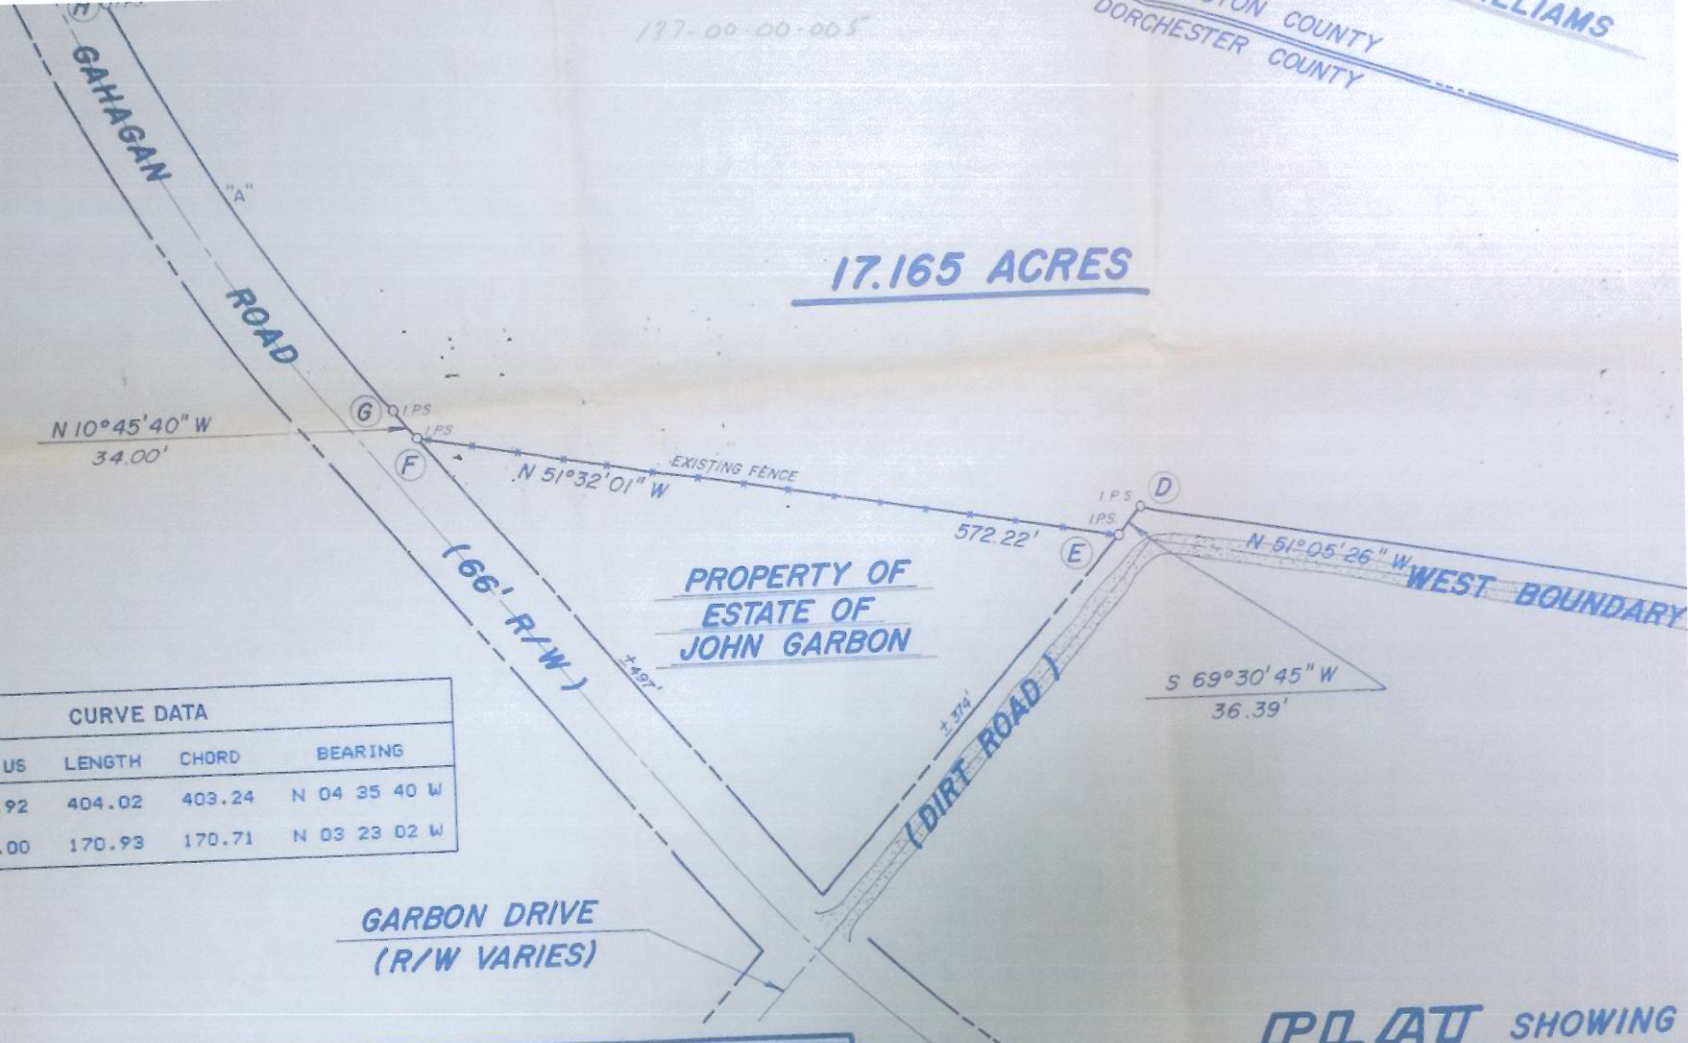 H I.P.S.
137-00-00-005
TON COUNTY
DORCHESTER COUNTY
LLIAMS
GAHAGAN ROAD
(66' R/W)
"A"
17.165 ACRES
G I.P.S.
I.P.S.
F
N 10°45'40" W
34.00'
EXISTING FENCE
N 51°32'01" W
572.22'
I.P.S. D
I.P.S.
E
N 51°05'26" W
WEST BOUNDARY
PROPERTY OF
ESTATE OF
JOHN GARBON
±497'
±374'
(DIRT ROAD)
S 69°30'45" W
36.39'
CURVE DATA
US LENGTH CHORD BEARING
92 404.02 403.24 N 04 35 40 W
.00 170.93 170.71 N 03 23 02 W
GARBON DRIVE
(R/W VARIES)
PLAT SHOWING